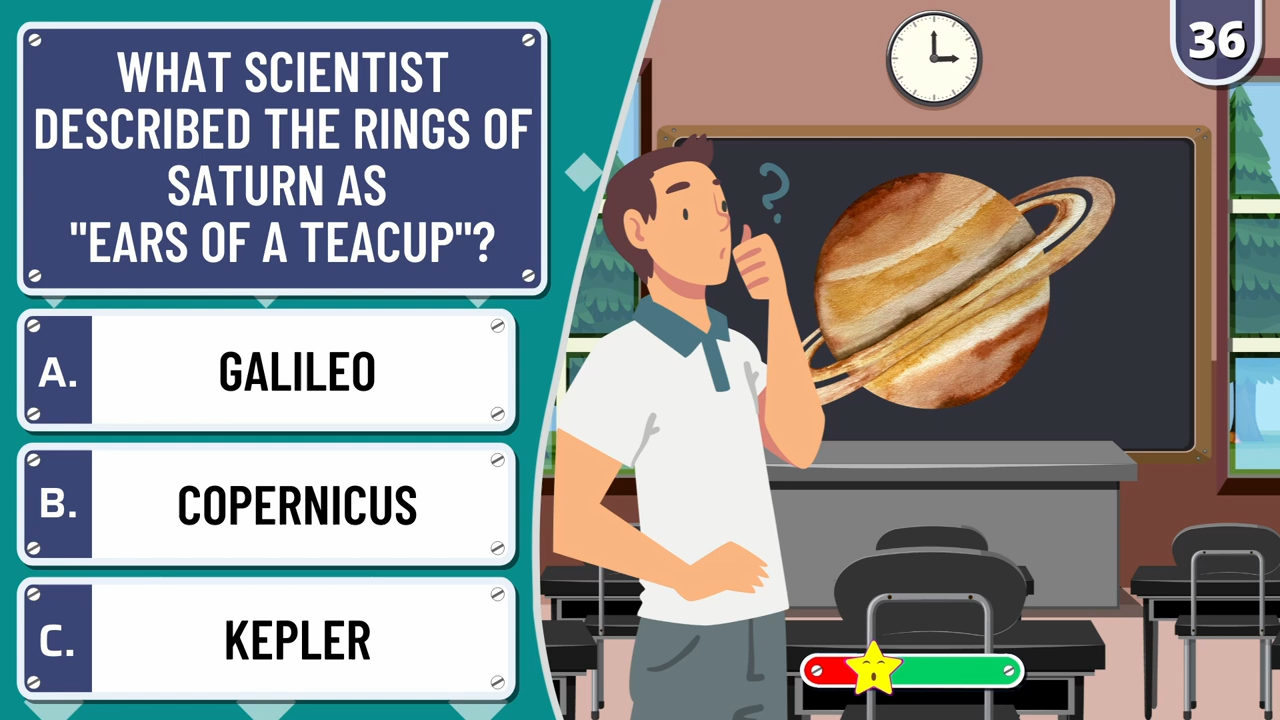 WHAT SCIENTIST
DESCRIBED THE RINGS OF
SATURN AS
"EARS OF A TEACUP"?
36
?
A. GALILEO
B. COPERNICUS
C. KEPLER